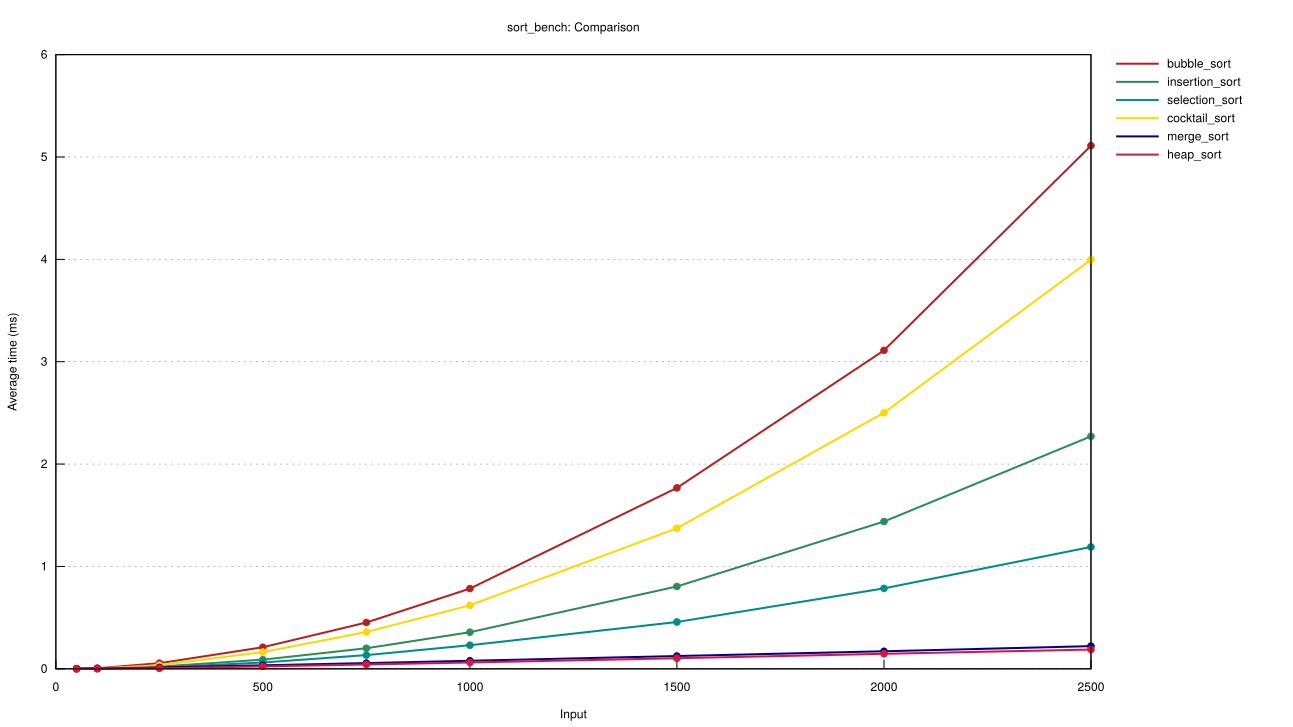 sort_bench: Comparison
bubble_sort
insertion_sort
selection_sort
cocktail_sort
merge_sort
heap_sort
6
5
4
3
2
1
0
Average time (ms)
0 500 1000 1500 2000 2500
Input